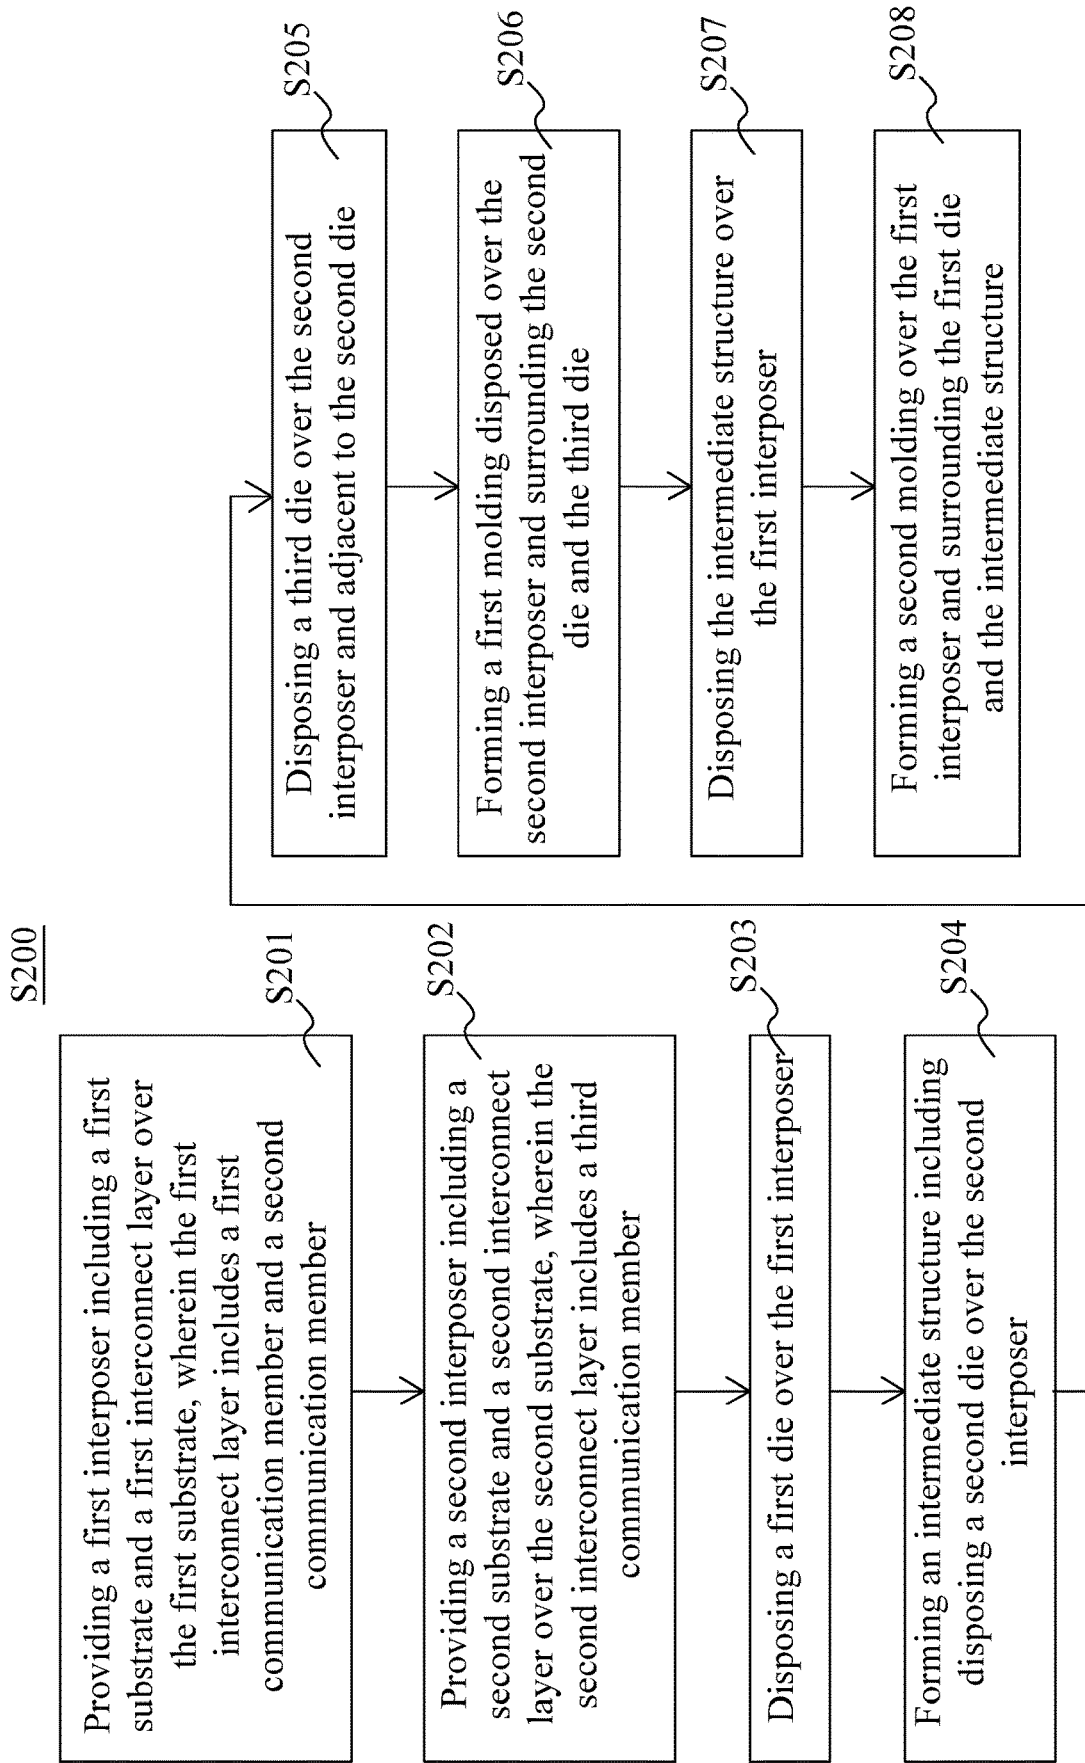 S200
Providing a first interposer including a first
substrate and a first interconnect layer over
the first substrate, wherein the first
interconnect layer includes a first
communication member and a second
communication member
S201
Providing a second interposer including a
second substrate and a second interconnect
layer over the second substrate, wherein the
second interconnect layer includes a third
communication member
S202
Disposing a first die over the first interposer
S203
Forming an intermediate structure including
disposing a second die over the second
interposer
S204
Disposing a third die over the second
interposer and adjacent to the second die
S205
Forming a first molding disposed over the
second interposer and surrounding the second
die and the third die
S206
Disposing the intermediate structure over
the first interposer
S207
Forming a second molding over the first
interposer and surrounding the first die
and the intermediate structure
S208